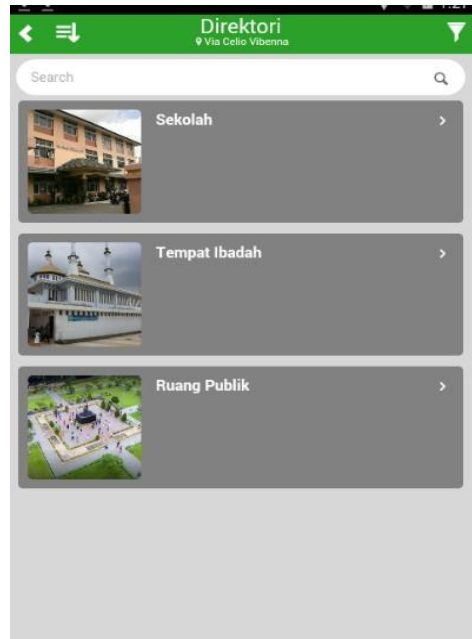 Direktori
Via Celio Vibenna
Search
Sekolah
Tempat Ibadah
Ruang Publik